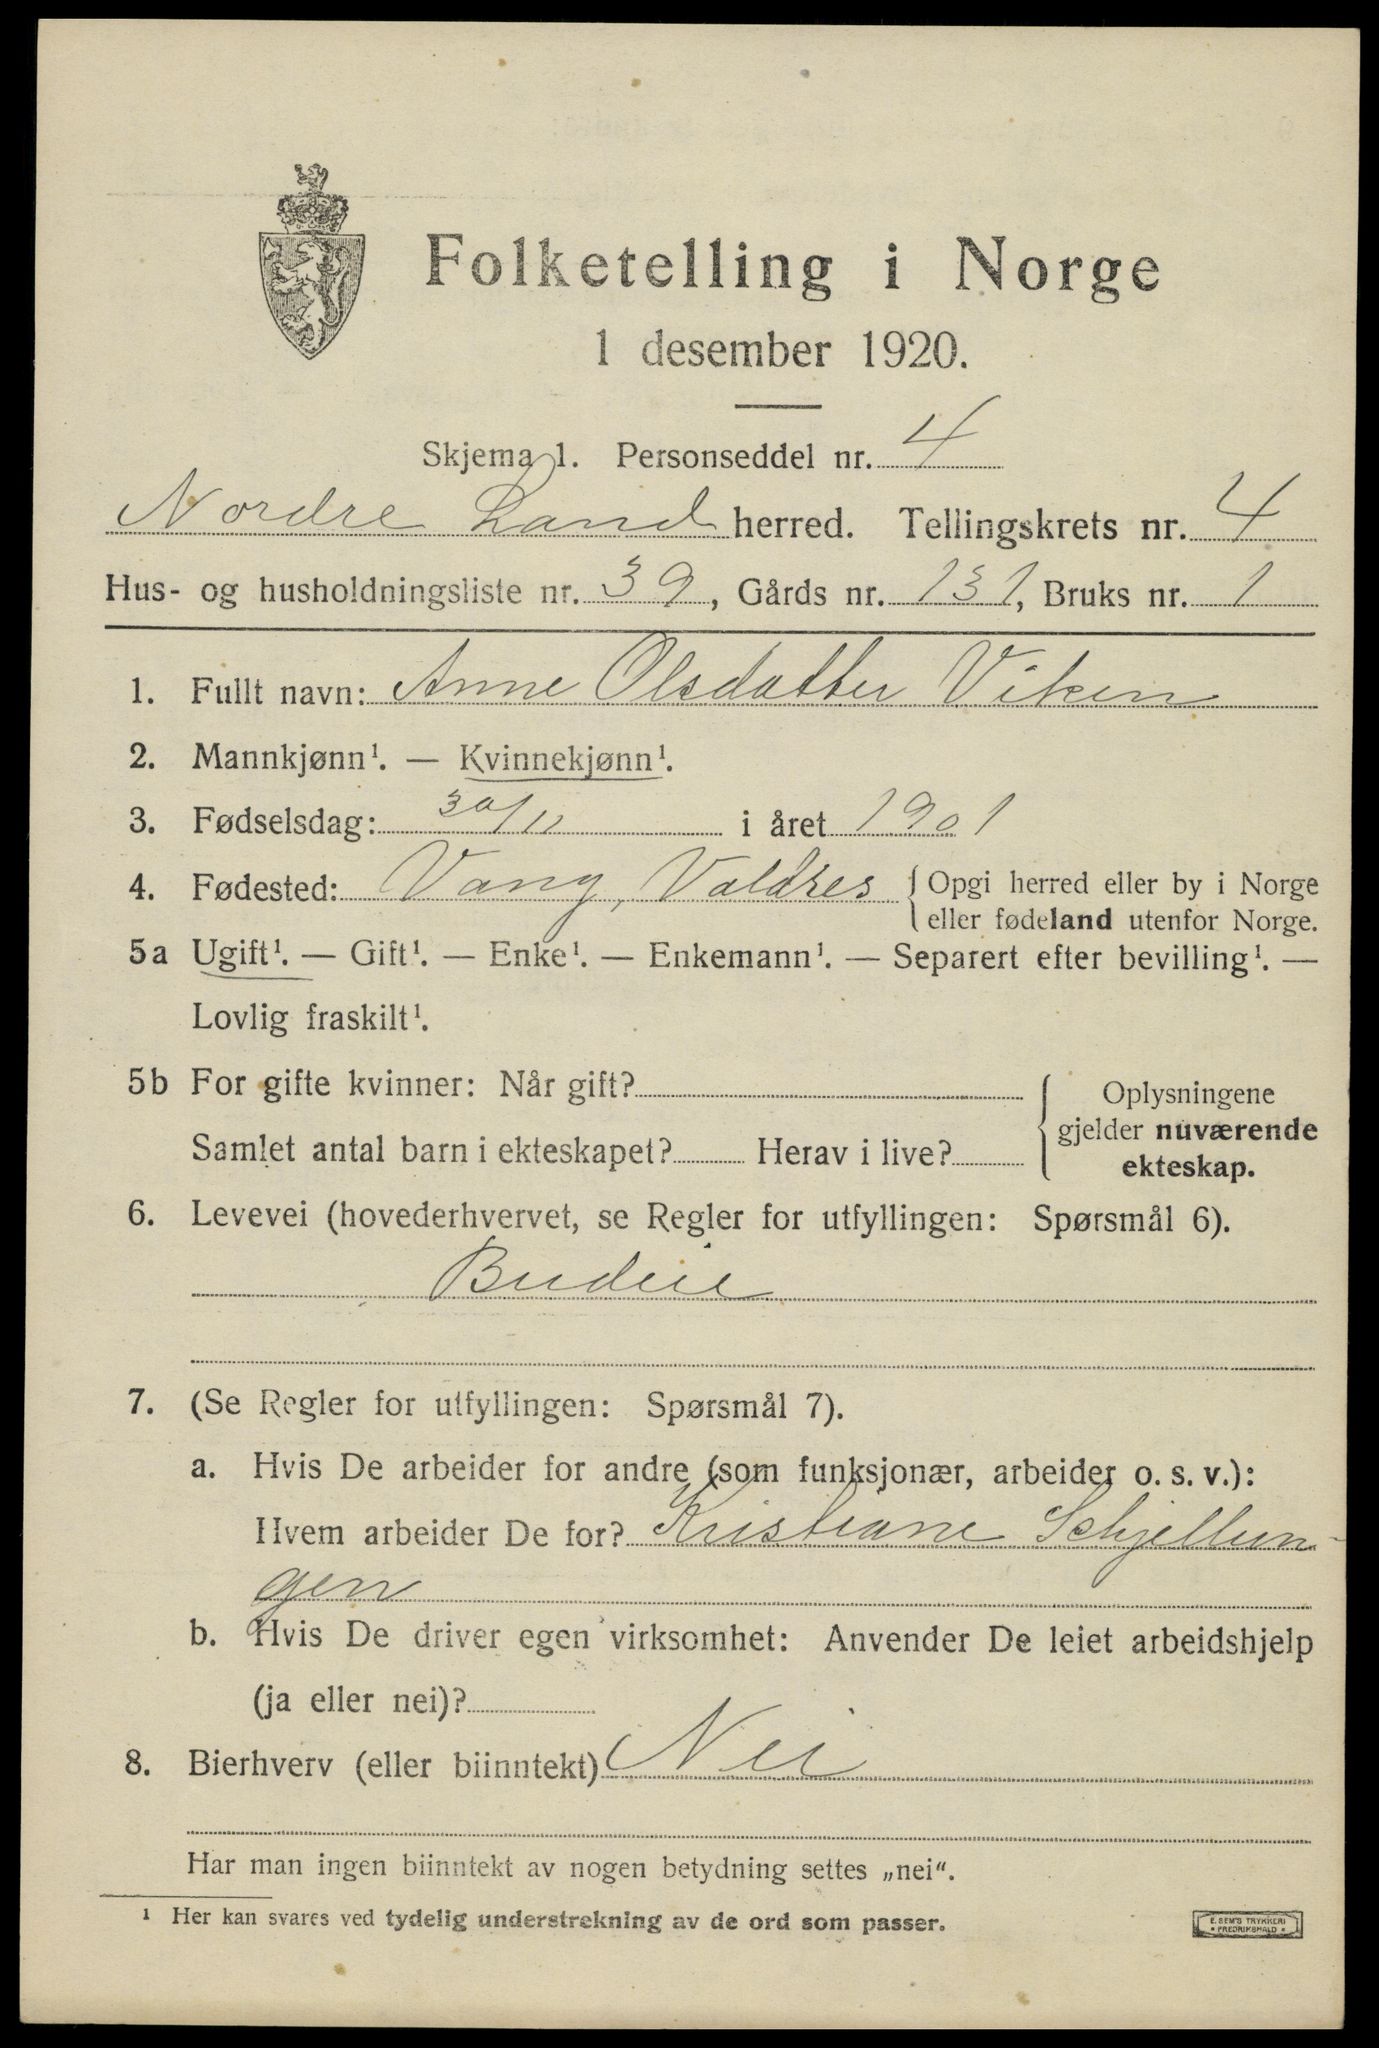 Folketelling i Norge
1 desember 1920.
Skjema 1. Personseddel nr. 4
Nordre Land herred. Tellingskrets nr. 4
Hus- og husholdningsliste nr. 39, Gårds nr. 131, Bruks nr. 1
1. Fullt navn: Anne Olsdatter Viken
2. Mannkjønn¹. — Kvinnekjønn¹.
3. Fødselsdag: 30/11 i året 1901
4. Fødested: Vang, Valdres { Opgi herred eller by i Norge
eller fødeland utenfor Norge.
5a Ugift¹. — Gift¹. — Enke¹. — Enkemann¹. — Separert efter bevilling¹. —
Lovlig fraskilt¹.
5b For gifte kvinner: Når gift?
Samlet antal barn i ekteskapet? Herav i live?
{ Oplysningene
gjelder nuværende
ekteskap.
6. Levevei (hovederhvervet, se Regler for utfyllingen: Spørsmål 6).
Budeie
7. (Se Regler for utfyllingen: Spørsmål 7).
a. Hvis De arbeider for andre (som funksjonær, arbeider o. s. v.):
Hvem arbeider De for? Kristiane Schjellun-
gen
b. Hvis De driver egen virksomhet: Anvender De leiet arbeidshjelp
(ja eller nei)?
8. Bierhverv (eller biinntekt) Nei
Har man ingen biinntekt av nogen betydning settes „nei“.
¹ Her kan svares ved tydelig understrekning av de ord som passer.
E. SEM'S TRYKKERI
• FREDRIKSHALD •